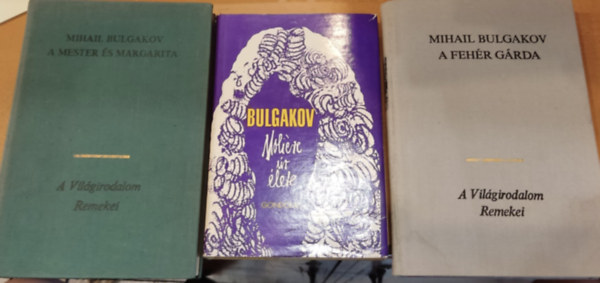 MIHAIL BULGAKOV
A MESTER ÉS MARGARITA
A Világirodalom
Remekei
BULGAKOV
Molière
úr
élete
GONDOLAT
MIHAIL BULGAKOV
A FEHÉR GÁRDA
A Világirodalom
Remekei